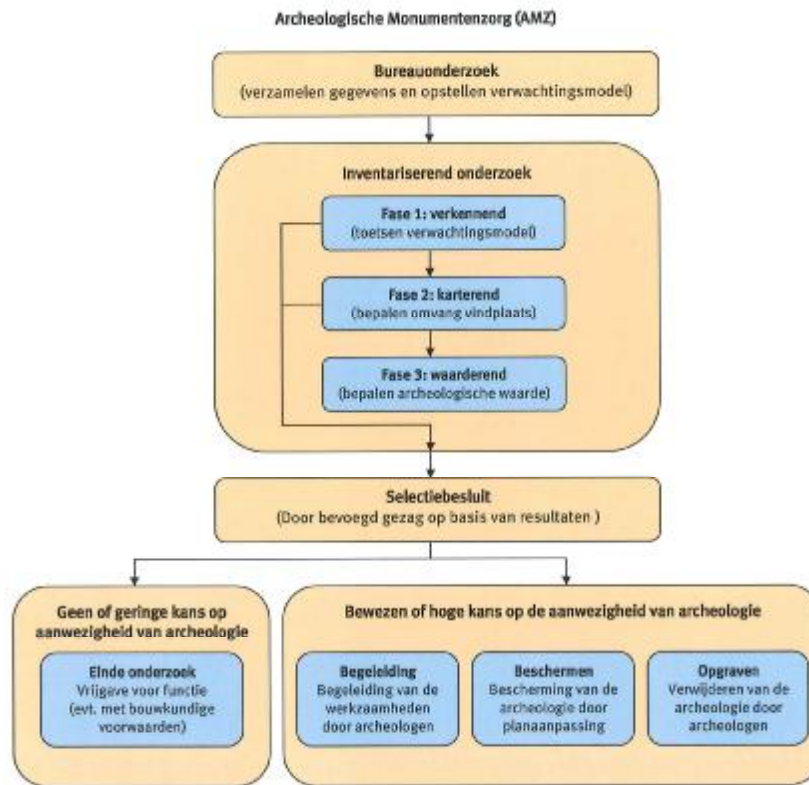 Archeologische Monumentenzorg (AMZ)
Bureauonderzoek
(verzamelen gegevens en opstellen verwachtingsmodel)
Inventariserend onderzoek
Fase 1: verkennend
(toetsen verwachtingsmodel)
Fase 2: karterend
(bepalen omvang vindplaats)
Fase 3: waarderend
(bepalen archeologische waarde)
Selectiebesluit
(Door bevoegd gezag op basis van resultaten )
Geen of geringe kans op
aanwezigheid van archeologie
Einde onderzoek
Vrijgave voor functie
(evt. met bouwkundige
voorwaarden)
Bewezen of hoge kans op de aanwezigheid van archeologie
Begeleiding
Begeleiding van de
werkzaamheden
door archeologen
Beschermen
Bescherming van de
archeologie door
planaanpassing
Opgraven
Verwijderen van de
archeologie door
archeologen